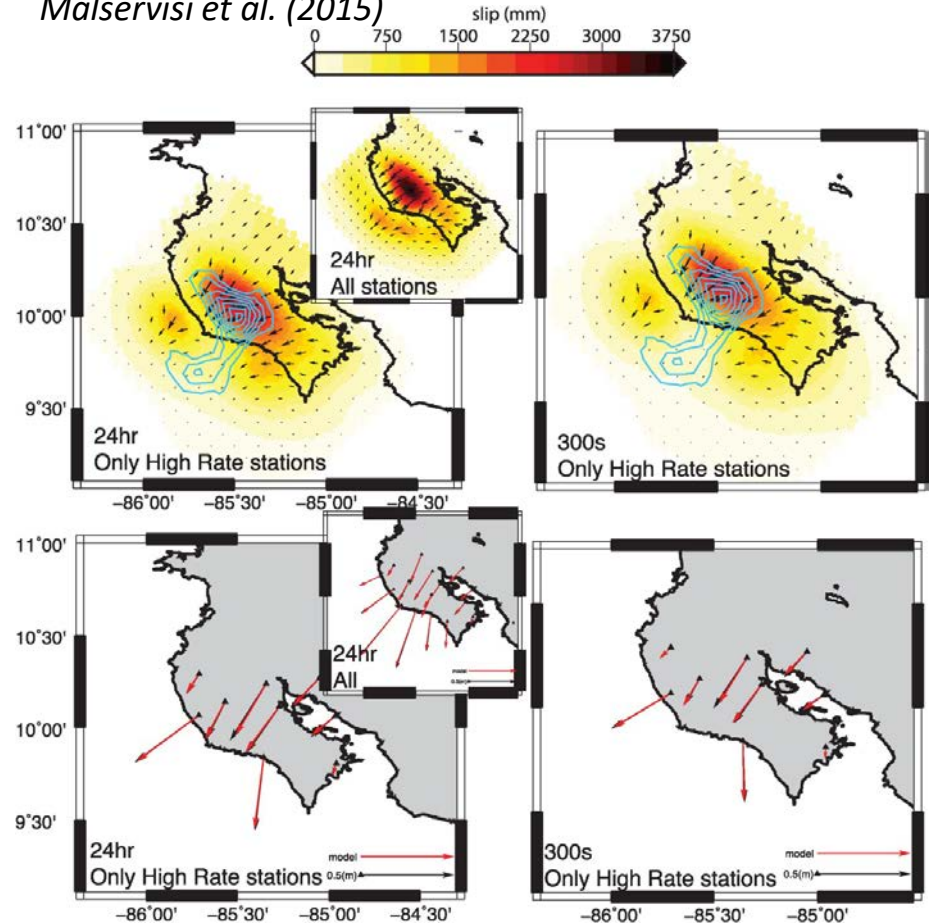 Malservisi et al. (2015)
slip (mm)
0 750 1500 2250 3000 3750
11°00'
10°30'
10°00'
9°30'
24hr
All stations
24hr
Only High Rate stations
300s
Only High Rate stations
-86°00' -85°30' -85°00' -84°30'
11°00'
10°30'
10°00'
9°30'
24hr
All
model
0.5(m)
24hr
Only High Rate stations
model
0.5(m)
300s
Only High Rate stations
model
0.5(m)
-86°00' -85°30' -85°00' -84°30'
-86°00' -85°30' -85°00'